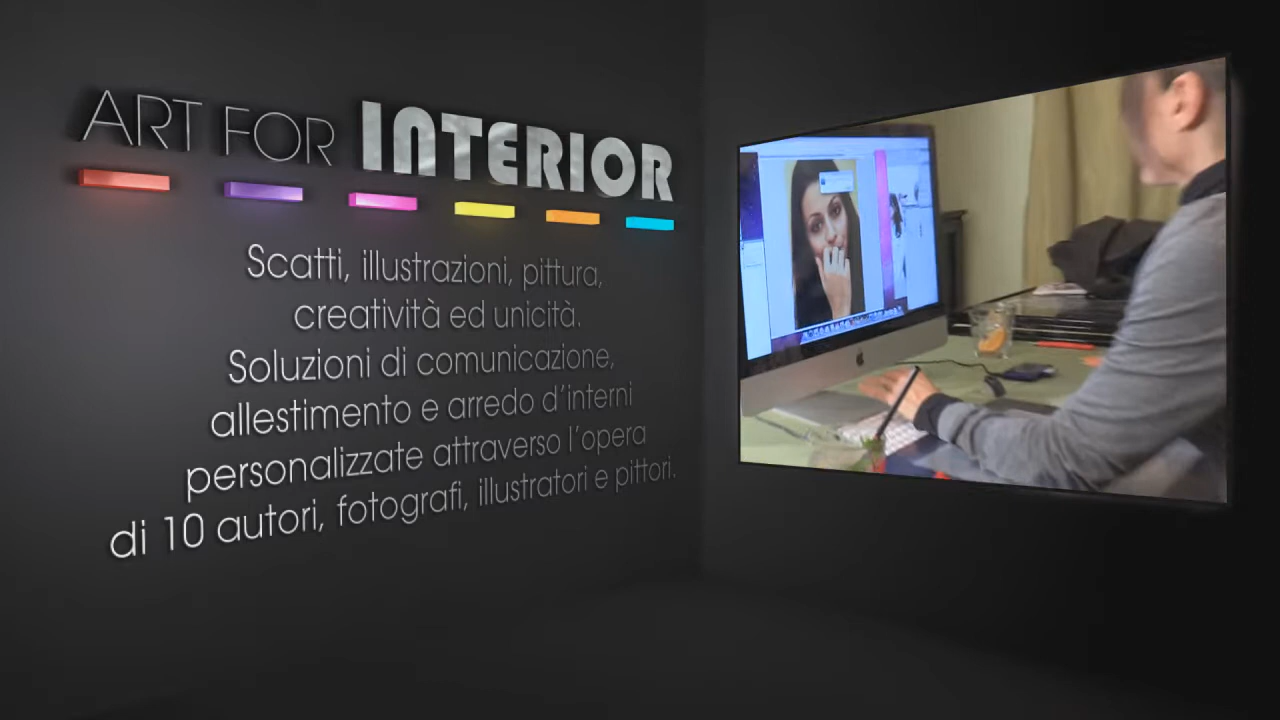 ART FOR INTERIOR
Scatti, illustrazioni, pittura,
creatività ed unicità.
Soluzioni di comunicazione,
allestimento e arredo d'interni
personalizzate attraverso l'opera
di 10 autori, fotografi, illustratori e pittori.